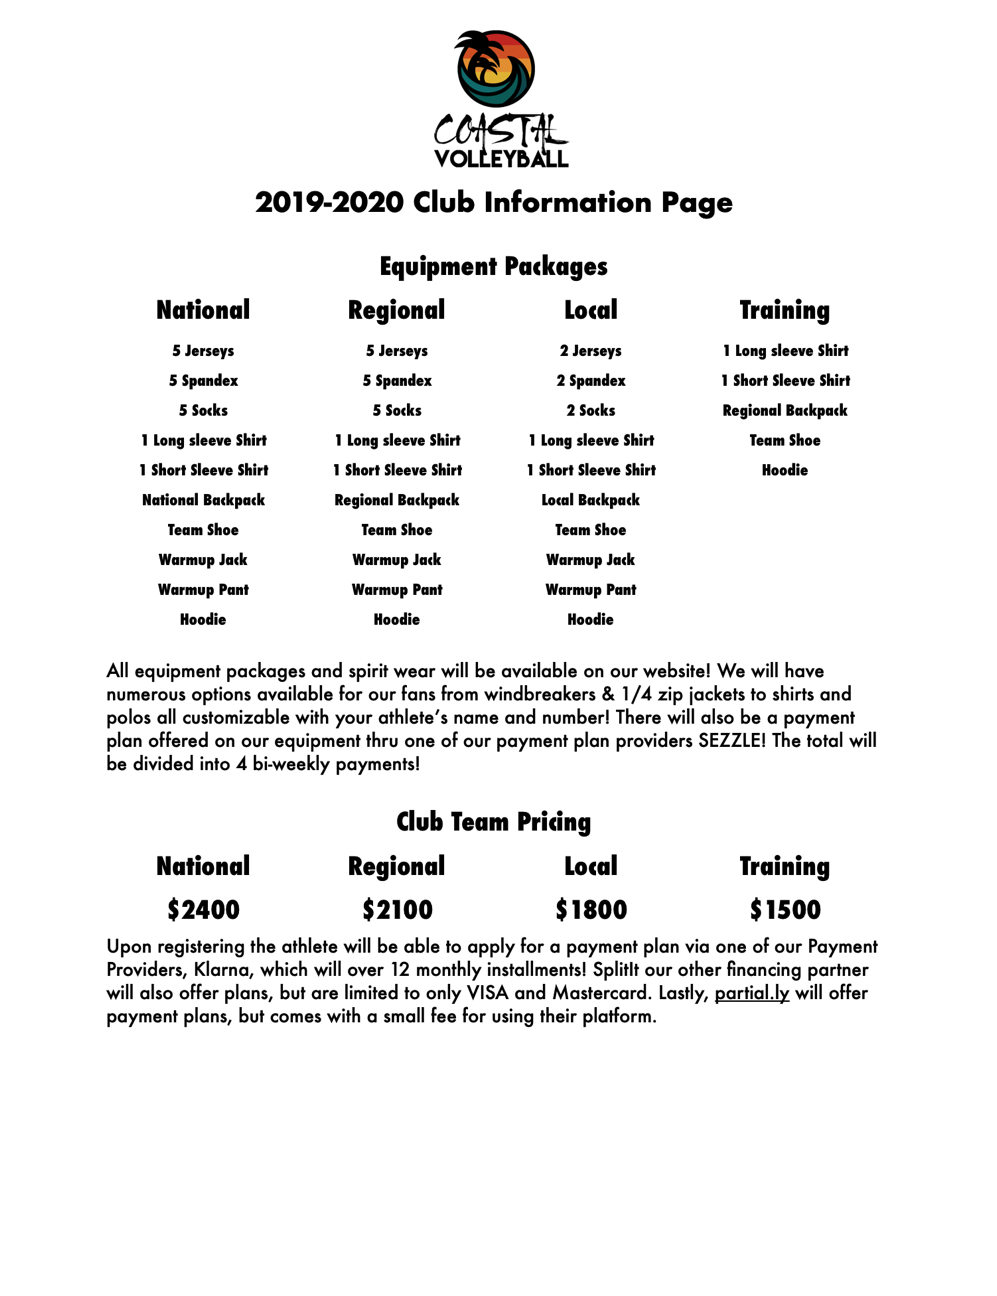 COASTAL
VOLLEYBALL
2019-2020 Club Information Page
Equipment Packages
National Regional Local Training
5 Jerseys 5 Jerseys 2 Jerseys 1 Long sleeve Shirt
5 Spandex 5 Spandex 2 Spandex 1 Short Sleeve Shirt
5 Socks 5 Socks 2 Socks Regional Backpack
1 Long sleeve Shirt 1 Long sleeve Shirt 1 Long sleeve Shirt Team Shoe
1 Short Sleeve Shirt 1 Short Sleeve Shirt 1 Short Sleeve Shirt Hoodie
National Backpack Regional Backpack Local Backpack
Team Shoe Team Shoe Team Shoe
Warmup Jack Warmup Jack Warmup Jack
Warmup Pant Warmup Pant Warmup Pant
Hoodie Hoodie Hoodie
All equipment packages and spirit wear will be available on our website! We will have
numerous options available for our fans from windbreakers & 1/4 zip jackets to shirts and
polos all customizable with your athlete’s name and number! There will also be a payment
plan offered on our equipment thru one of our payment plan providers SEZZLE! The total will
be divided into 4 bi-weekly payments!
Club Team Pricing
National Regional Local Training
$2400 $2100 $1800 $1500
Upon registering the athlete will be able to apply for a payment plan via one of our Payment
Providers, Klarna, which will over 12 monthly installments! SplitIt our other financing partner
will also offer plans, but are limited to only VISA and Mastercard. Lastly, partial.ly will offer
payment plans, but comes with a small fee for using their platform.